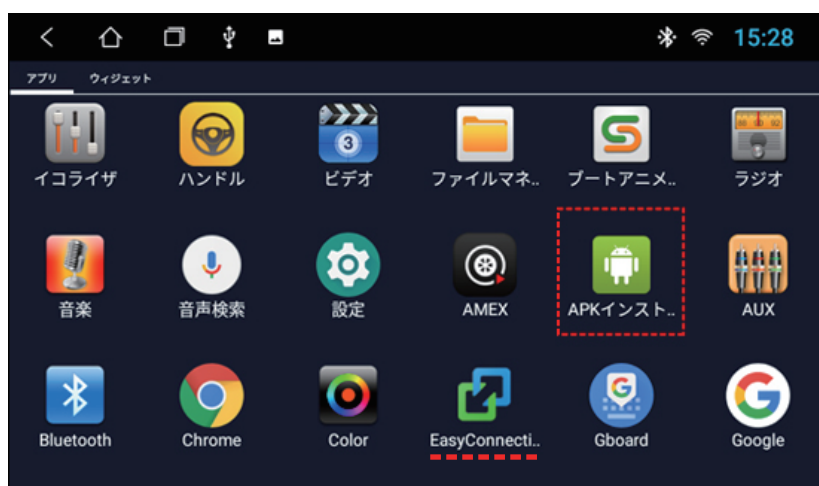 15:28
アプリ ウィジェット
3
イコライザ ハンドル ビデオ ファイルマネ.. ブートアニメ.. ラジオ
音楽 音声検索 設定 AMEX APKインスト.. AUX
G
Bluetooth Chrome Color EasyConnecti.. Gboard Google